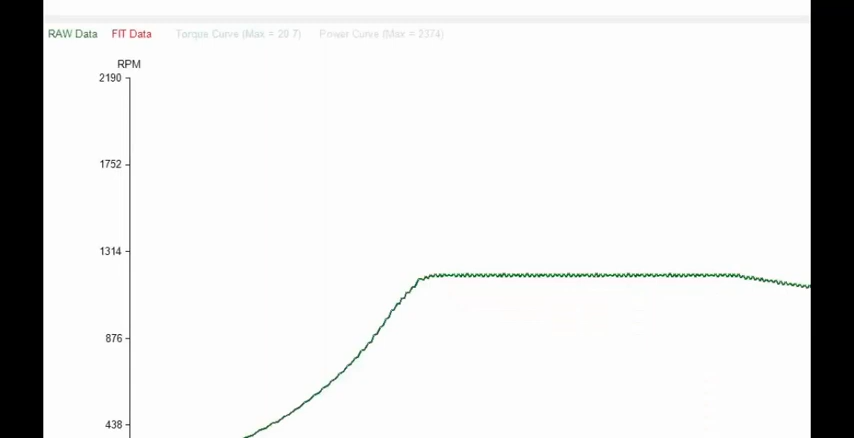 RAW Data FIT Data Torque Curve (Max = 20.7) Power Curve (Max = 2374)
RPM
2190
1752
1314
876
438